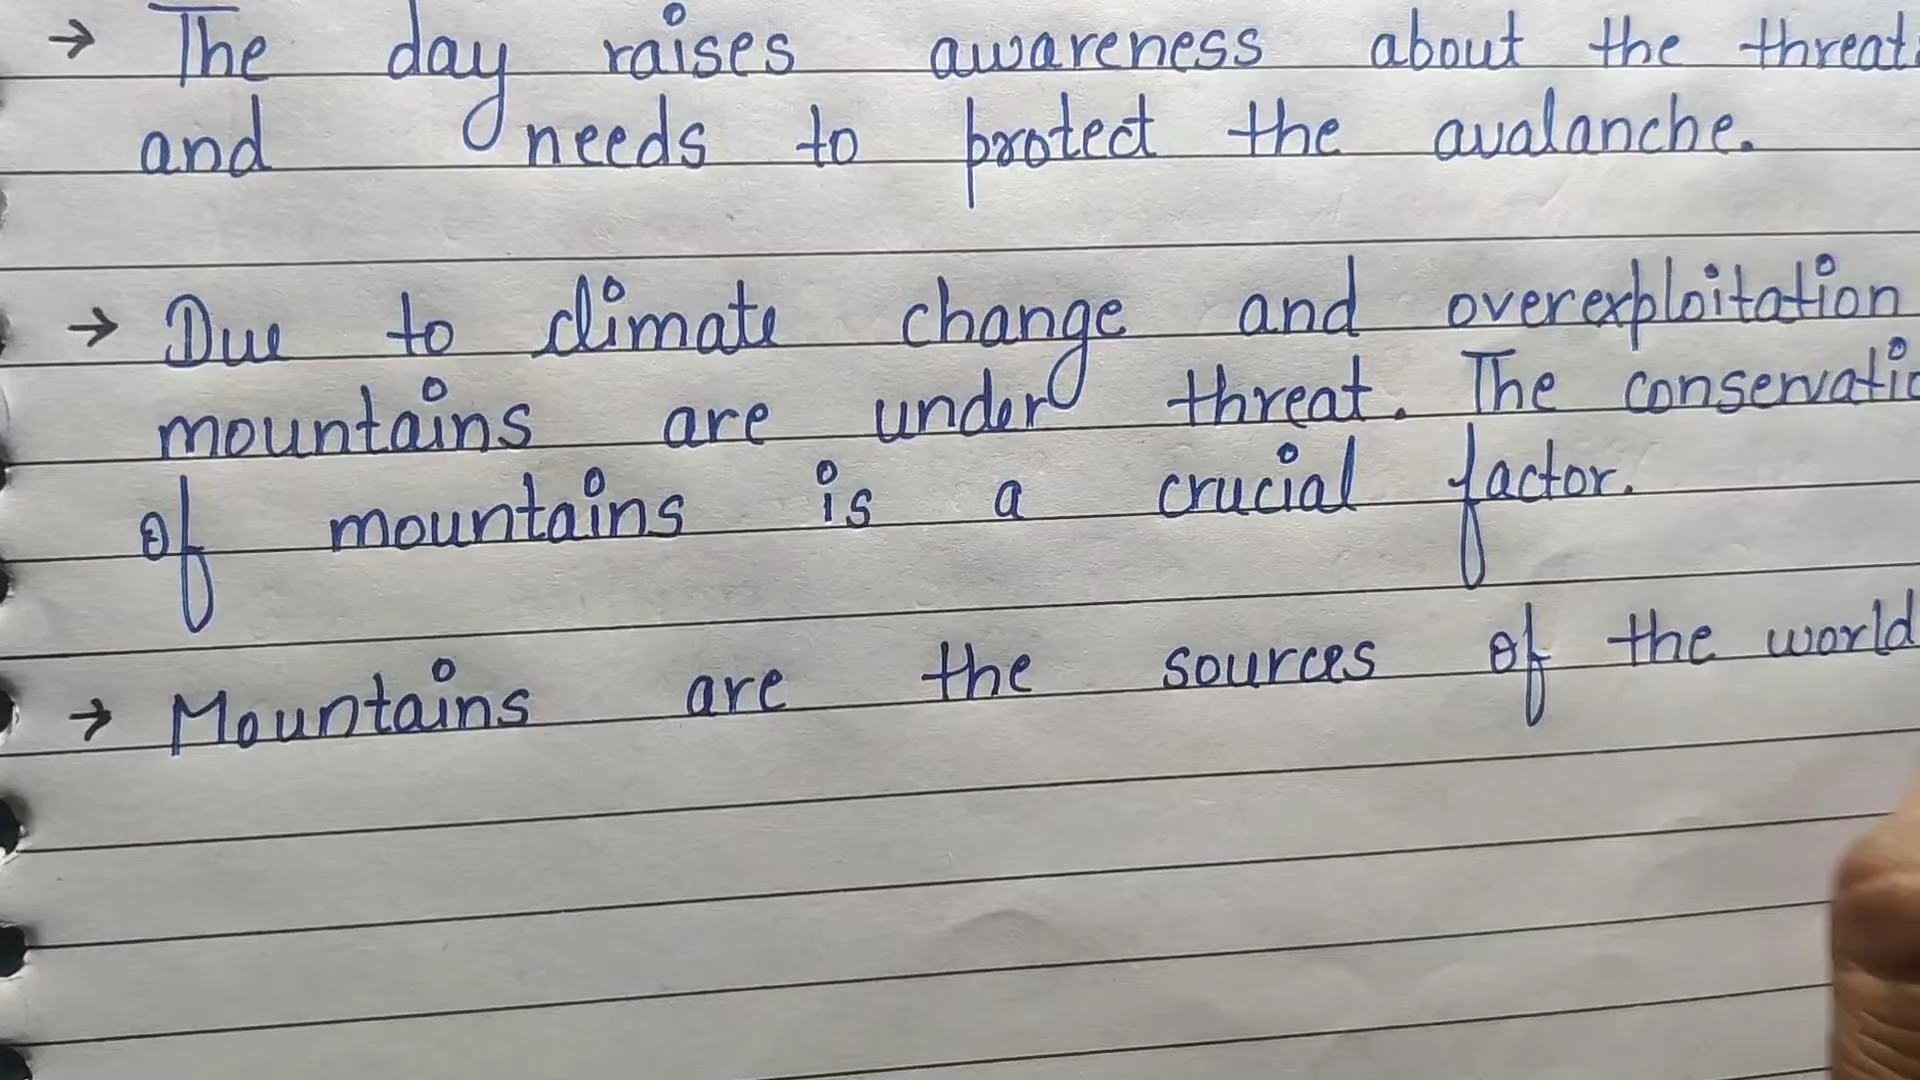 → The day raises awareness about the threat
and needs to protect the avalanche.
→ Due to climate change and overexploitation
mountains are under threat. The conservatio
of mountains is a crucial factor.
→ Mountains are the sources of the world